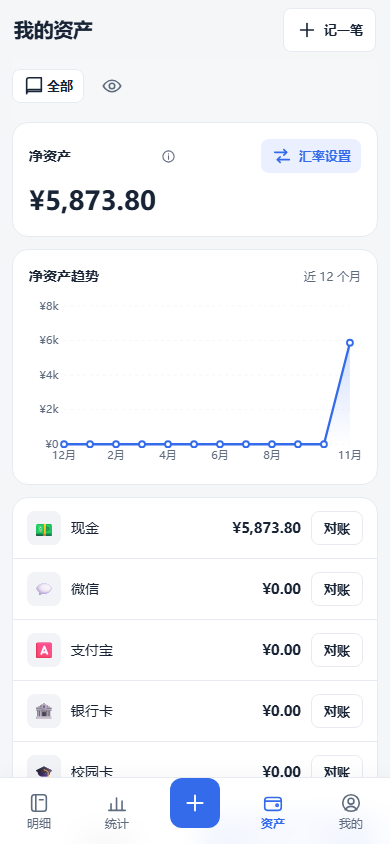 我的资产
记一笔
全部
净资产
汇率设置
¥5,873.80
净资产趋势 近 12 个月
¥8k
¥6k
¥4k
¥2k
¥0
12月 2月 4月 6月 8月 11月
现金 ¥5,873.80 对账
微信 ¥0.00 对账
支付宝 ¥0.00 对账
银行卡 ¥0.00 对账
校园卡 ¥0.00 对账
明细 统计 资产 我的